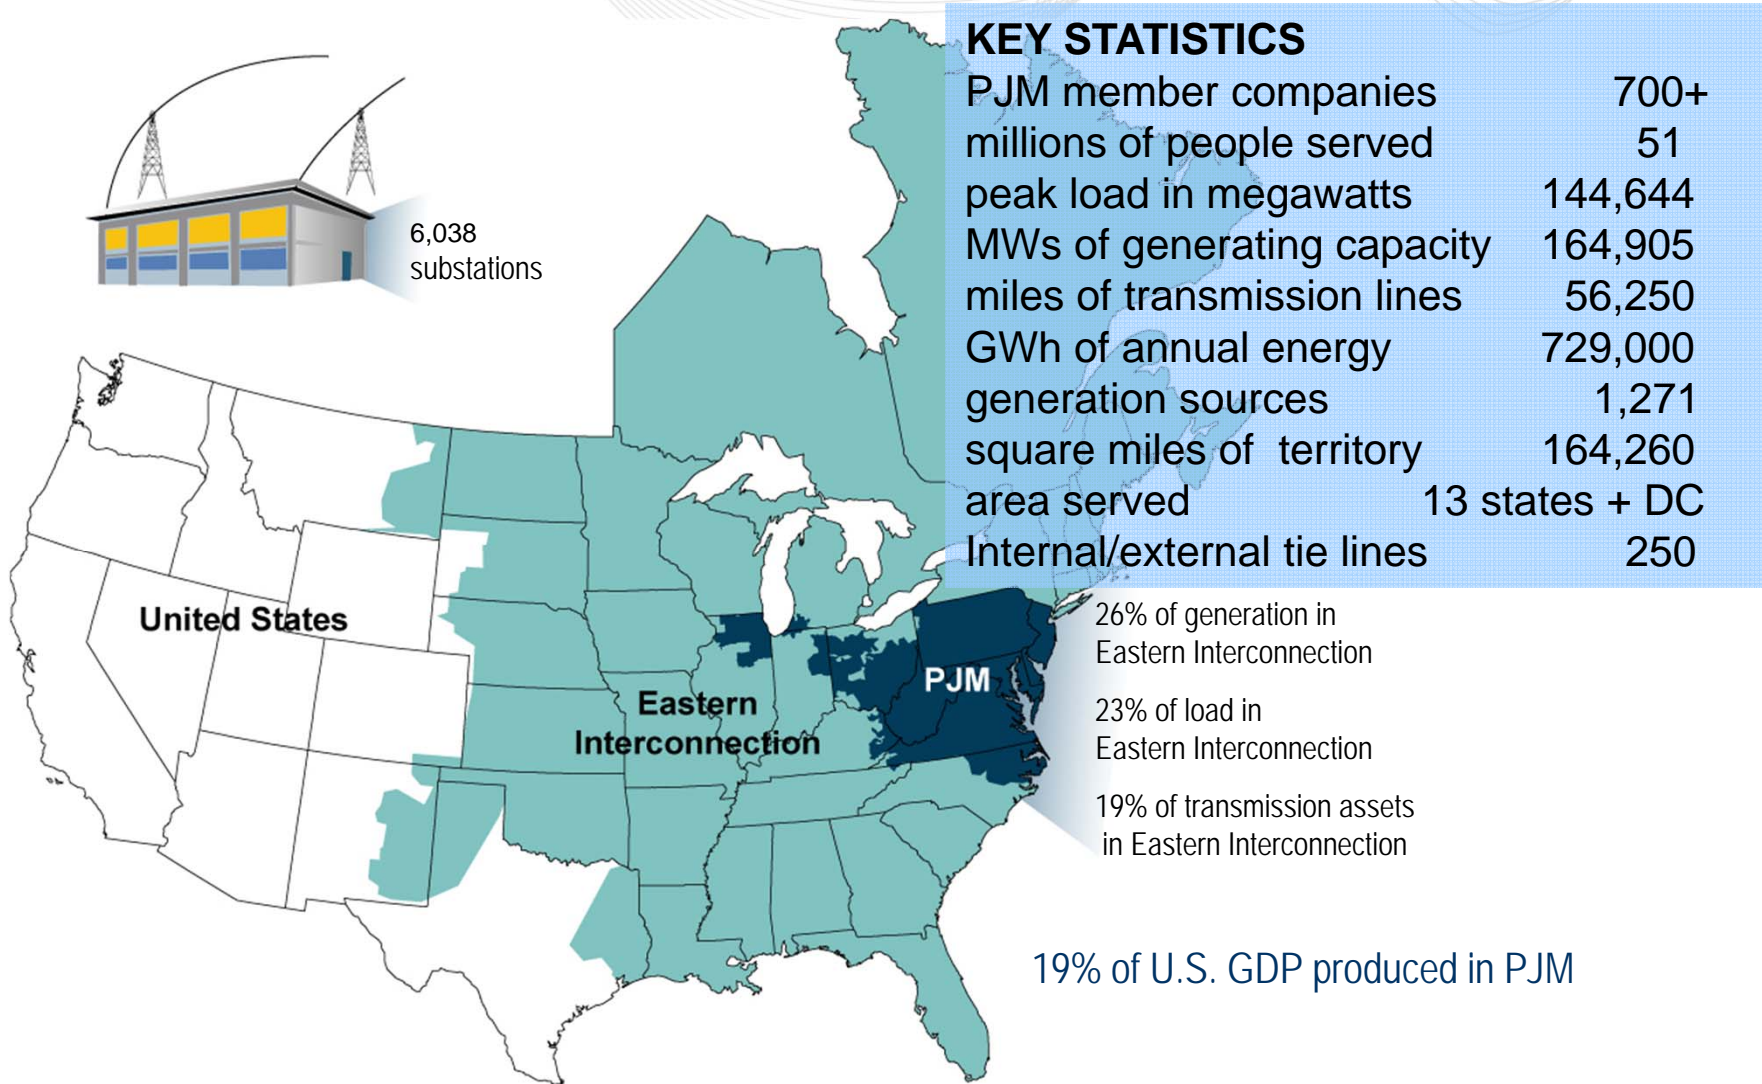 KEY STATISTICS
PJM member companies 700+
millions of people served 51
peak load in megawatts 144,644
MWs of generating capacity 164,905
miles of transmission lines 56,250
GWh of annual energy 729,000
generation sources 1,271
square miles of territory 164,260
area served 13 states + DC
Internal/external tie lines 250
6,038
substations
United States
Eastern
Interconnection
PJM
26% of generation in
Eastern Interconnection
23% of load in
Eastern Interconnection
19% of transmission assets
in Eastern Interconnection
19% of U.S. GDP produced in PJM